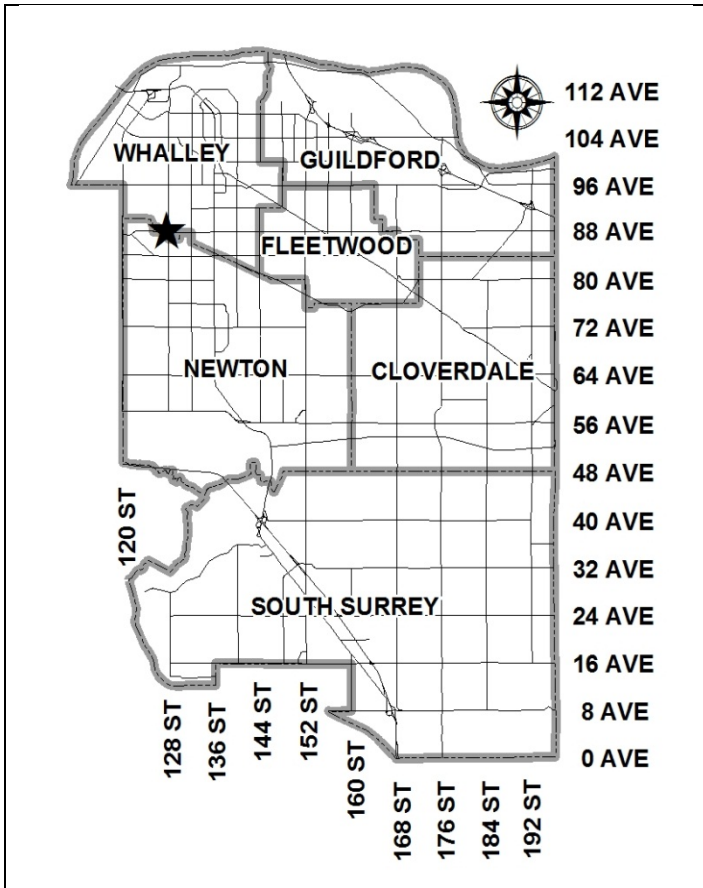 112 AVE
104 AVE
WHALLEY
GUILDFORD
96 AVE
88 AVE
FLEETWOOD
80 AVE
72 AVE
NEWTON
CLOVERDALE
64 AVE
56 AVE
48 AVE
120 ST
40 AVE
32 AVE
SOUTH SURREY
24 AVE
16 AVE
8 AVE
0 AVE
128 ST
136 ST
144 ST
152 ST
160 ST
168 ST
176 ST
184 ST
192 ST